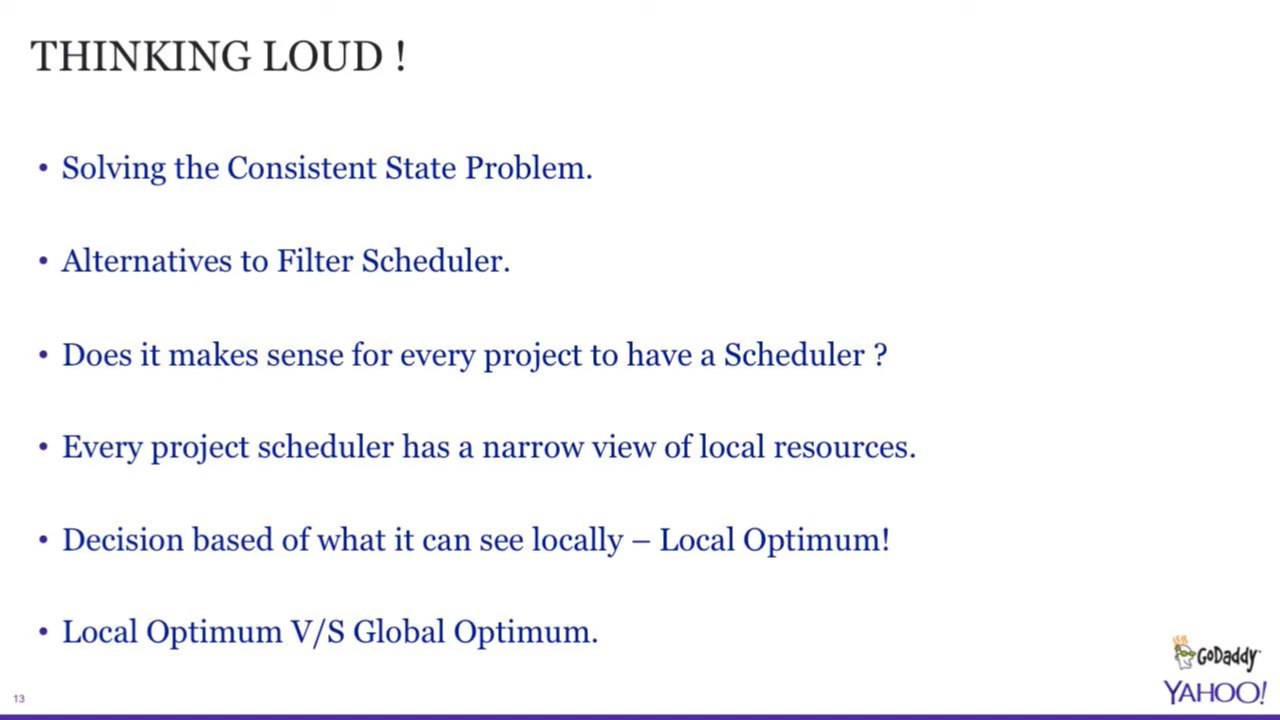 THINKING LOUD !
• Solving the Consistent State Problem.
• Alternatives to Filter Scheduler.
• Does it makes sense for every project to have a Scheduler ?
• Every project scheduler has a narrow view of local resources.
• Decision based of what it can see locally – Local Optimum!
• Local Optimum V/S Global Optimum.
GoDaddy
YAHOO!
13